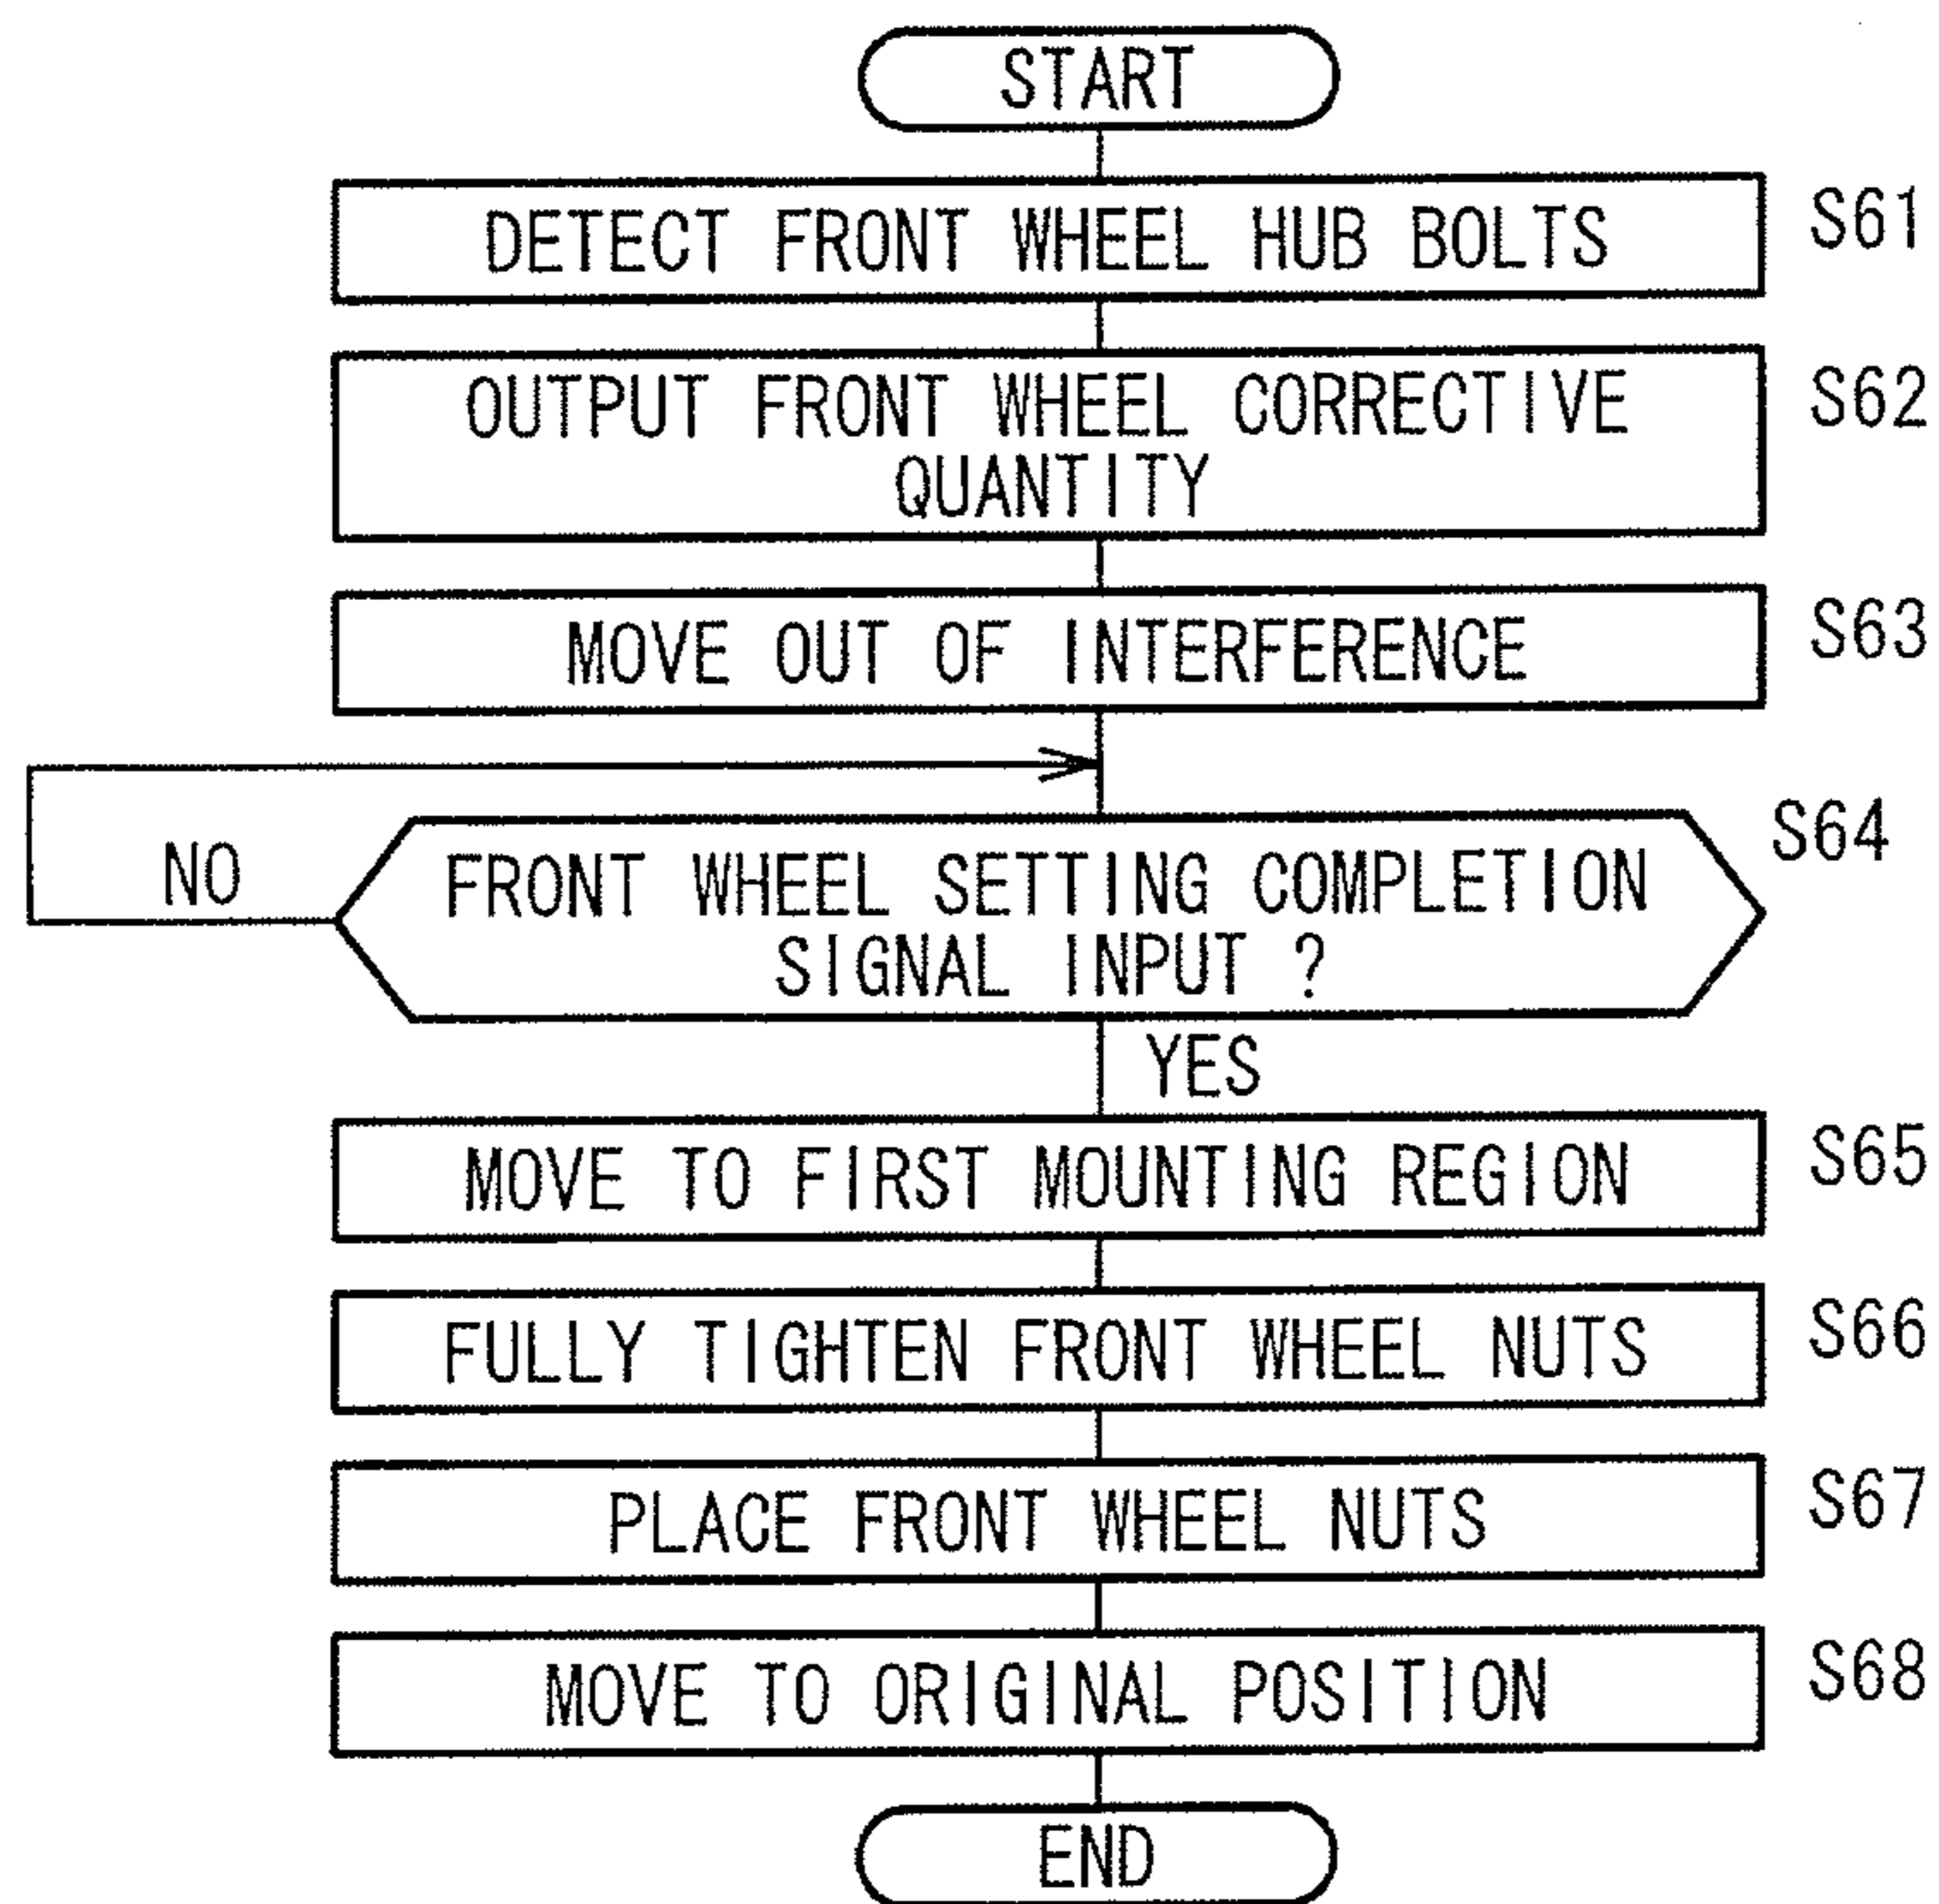 START
DETECT FRONT WHEEL HUB BOLTS S61
OUTPUT FRONT WHEEL CORRECTIVE S62
QUANTITY
MOVE OUT OF INTERFERENCE S63
S64
NO
FRONT WHEEL SETTING COMPLETION
SIGNAL INPUT ?
YES
MOVE TO FIRST MOUNTING REGION S65
FULLY TIGHTEN FRONT WHEEL NUTS S66
PLACE FRONT WHEEL NUTS S67
MOVE TO ORIGINAL POSITION S68
END